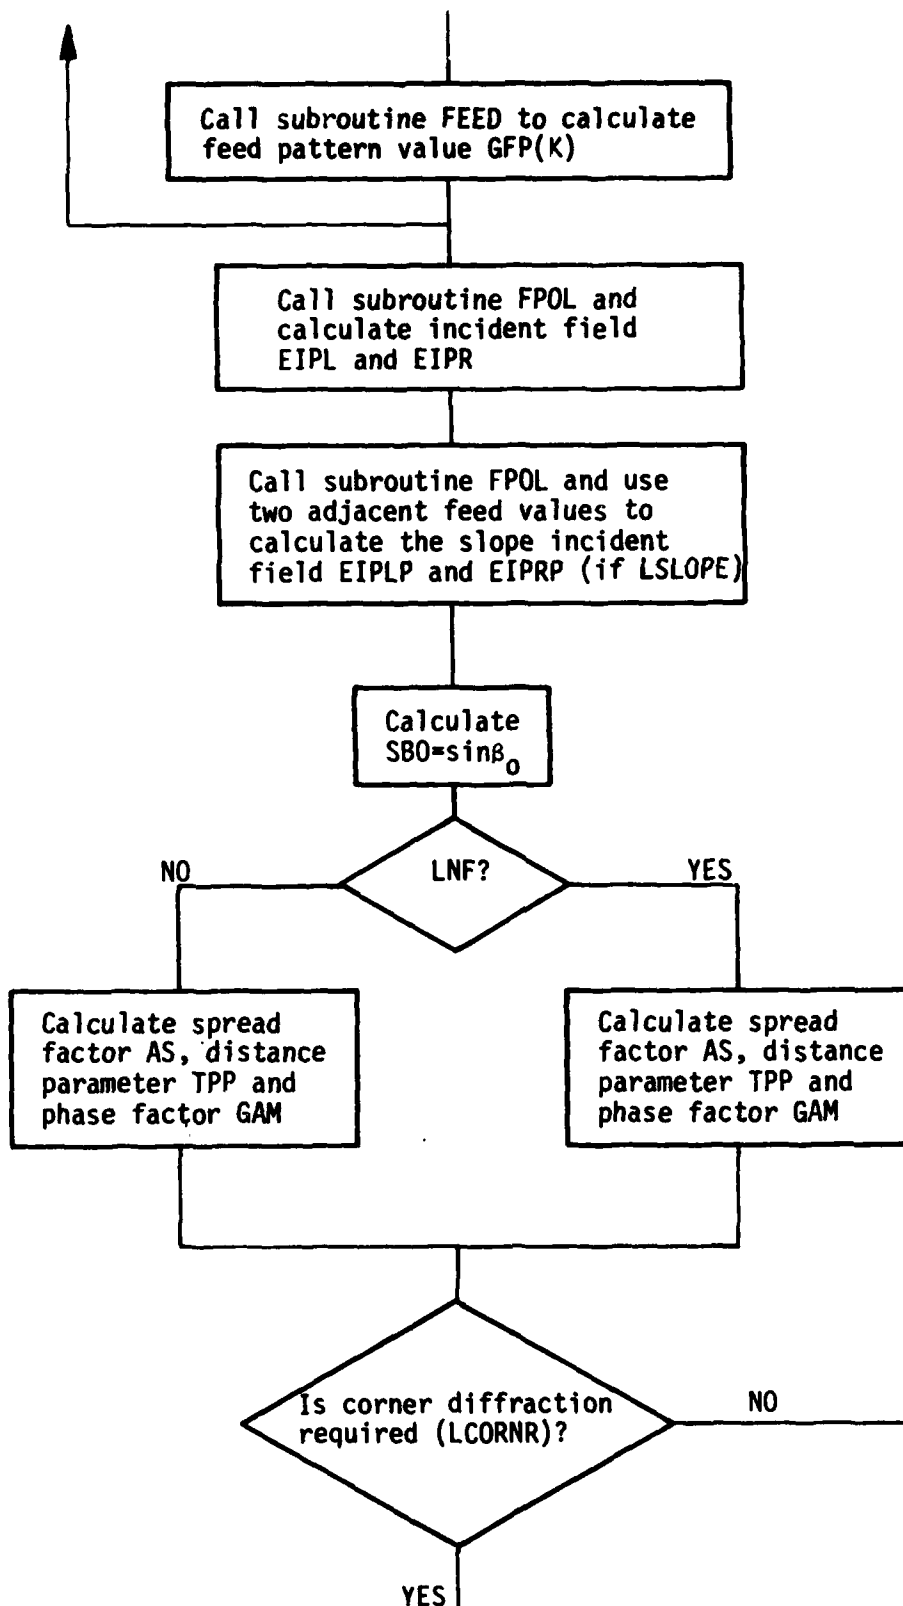 Call subroutine FEED to calculate
feed pattern value GFP(K)
Call subroutine FPOL and
calculate incident field
EIPL and EIPR
Call subroutine FPOL and use
two adjacent feed values to
calculate the slope incident
field EIPLP and EIPRP (if LSLOPE)
Calculate
SBO=sinβo
LNF?
NO
YES
Calculate spread
factor AS, distance
parameter TPP and
phase factor GAM
Calculate spread
factor AS, distance
parameter TPP and
phase factor GAM
Is corner diffraction
required (LCORNR)?
NO
YES